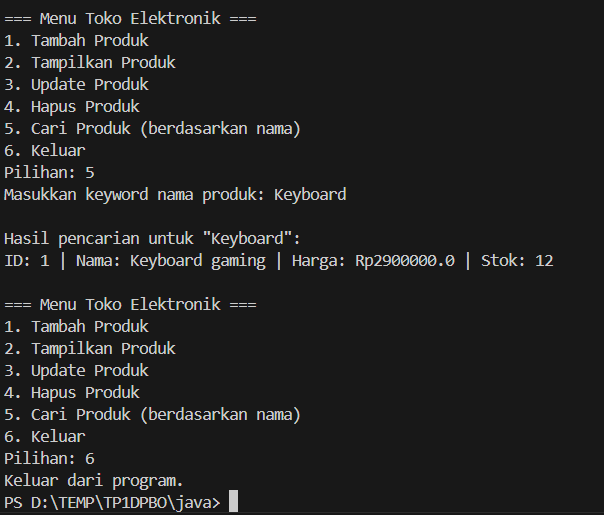 === Menu Toko Elektronik ===
1. Tambah Produk
2. Tampilkan Produk
3. Update Produk
4. Hapus Produk
5. Cari Produk (berdasarkan nama)
6. Keluar
Pilihan: 5
Masukkan keyword nama produk: Keyboard

Hasil pencarian untuk "Keyboard":
ID: 1 | Nama: Keyboard gaming | Harga: Rp2900000.0 | Stok: 12

=== Menu Toko Elektronik ===
1. Tambah Produk
2. Tampilkan Produk
3. Update Produk
4. Hapus Produk
5. Cari Produk (berdasarkan nama)
6. Keluar
Pilihan: 6
Keluar dari program.
PS D:\TEMP\TP1DPBO\java>